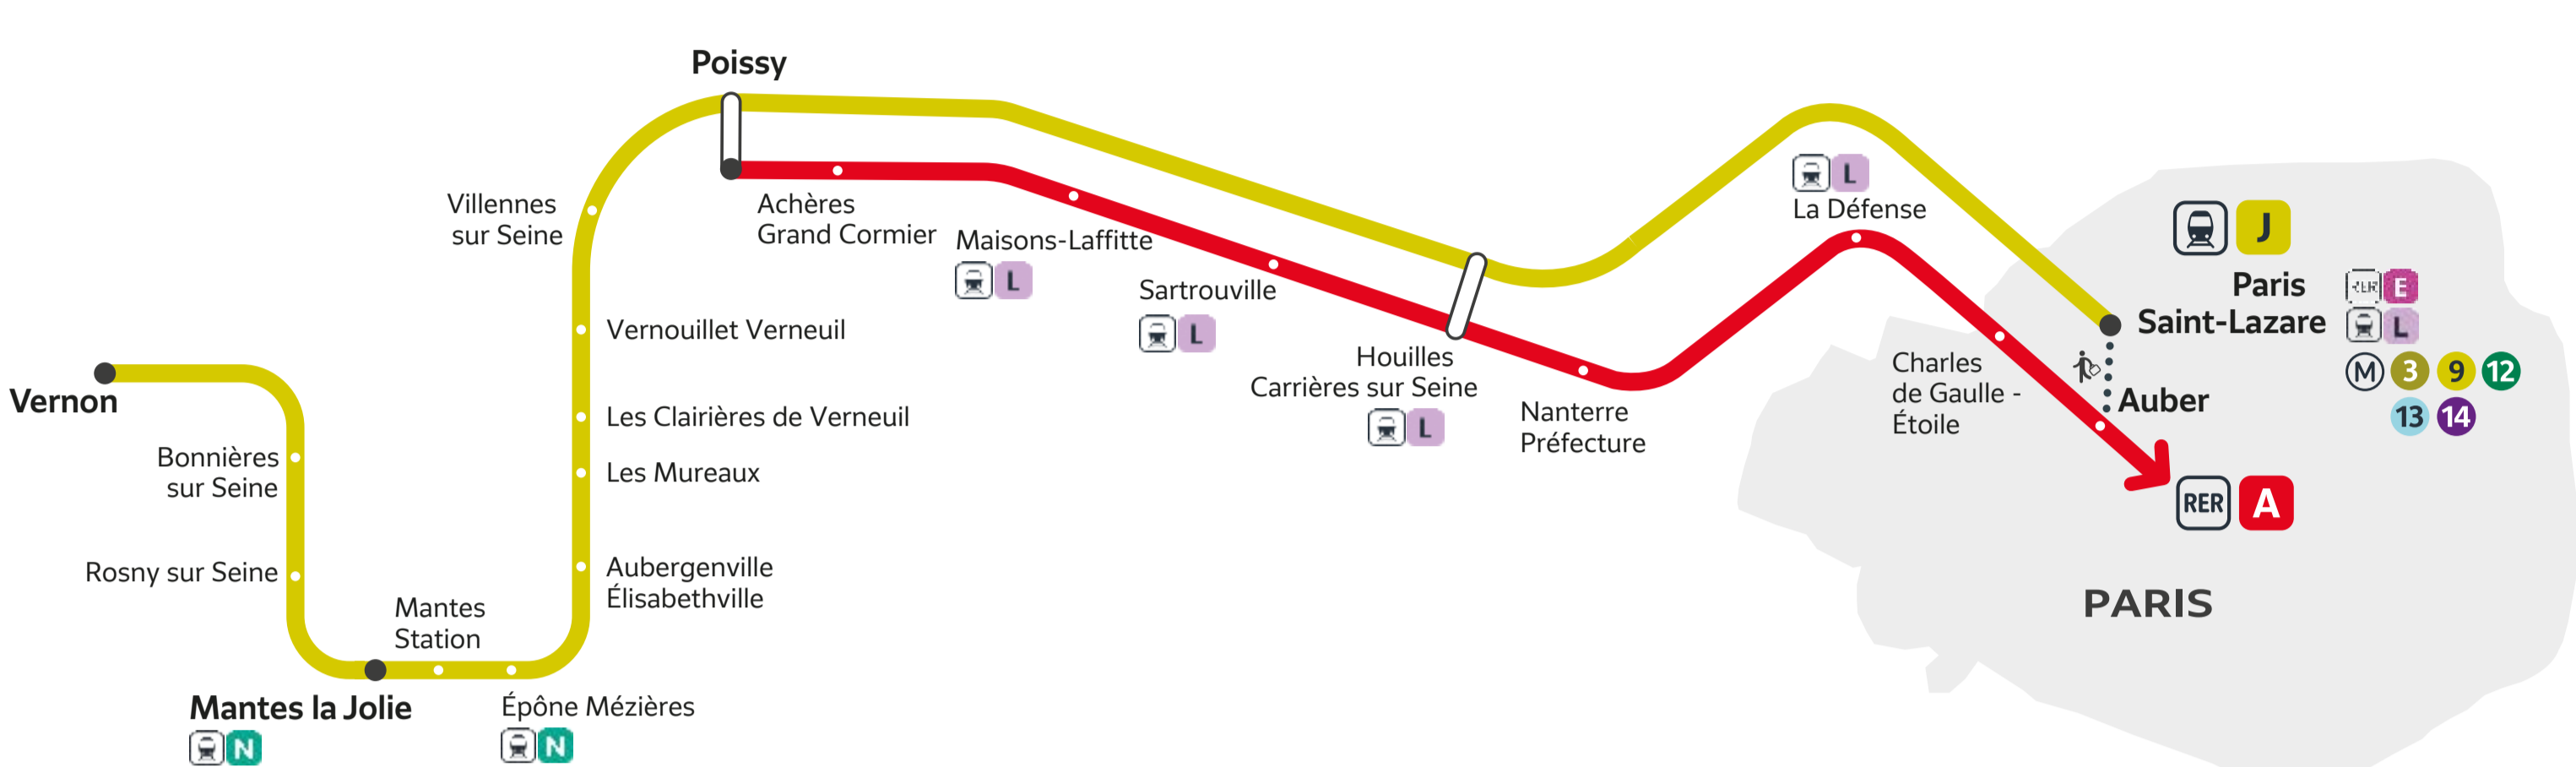 Poissy
Villennes
sur Seine
Achères
Grand Cormier
Maisons-Laffitte
L
Sartrouville
L
Houilles
Carrières sur Seine
L
Nanterre
Préfecture
L
La Défense
Charles
de Gaulle -
Étoile
J
Paris
Saint-Lazare
RER E
L
M 3 9 12
13 14
Auber
RER A
PARIS
Vernouillet Verneuil
Les Clairières de Verneuil
Les Mureaux
Aubergenville
Élisabethville
Vernon
Bonnières
sur Seine
Rosny sur Seine
Mantes
Station
Mantes la Jolie
N
Épône Mézières
N